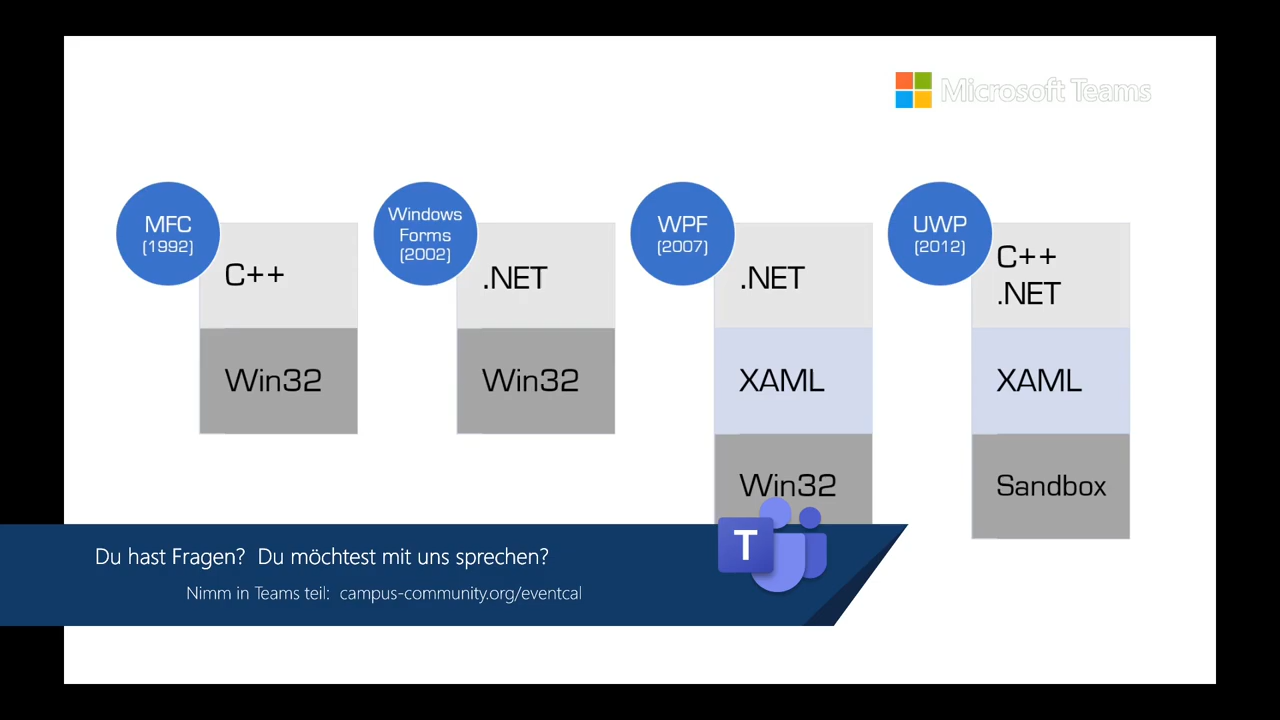 Microsoft Teams
MFC
(1992)
C++
Win32
Windows
Forms
(2002)
.NET
Win32
WPF
(2007)
.NET
XAML
Win32
UWP
(2012)
C++
.NET
XAML
Sandbox
Du hast Fragen? Du möchtest mit uns sprechen?
Nimm in Teams teil: campus-community.org/eventcal
T